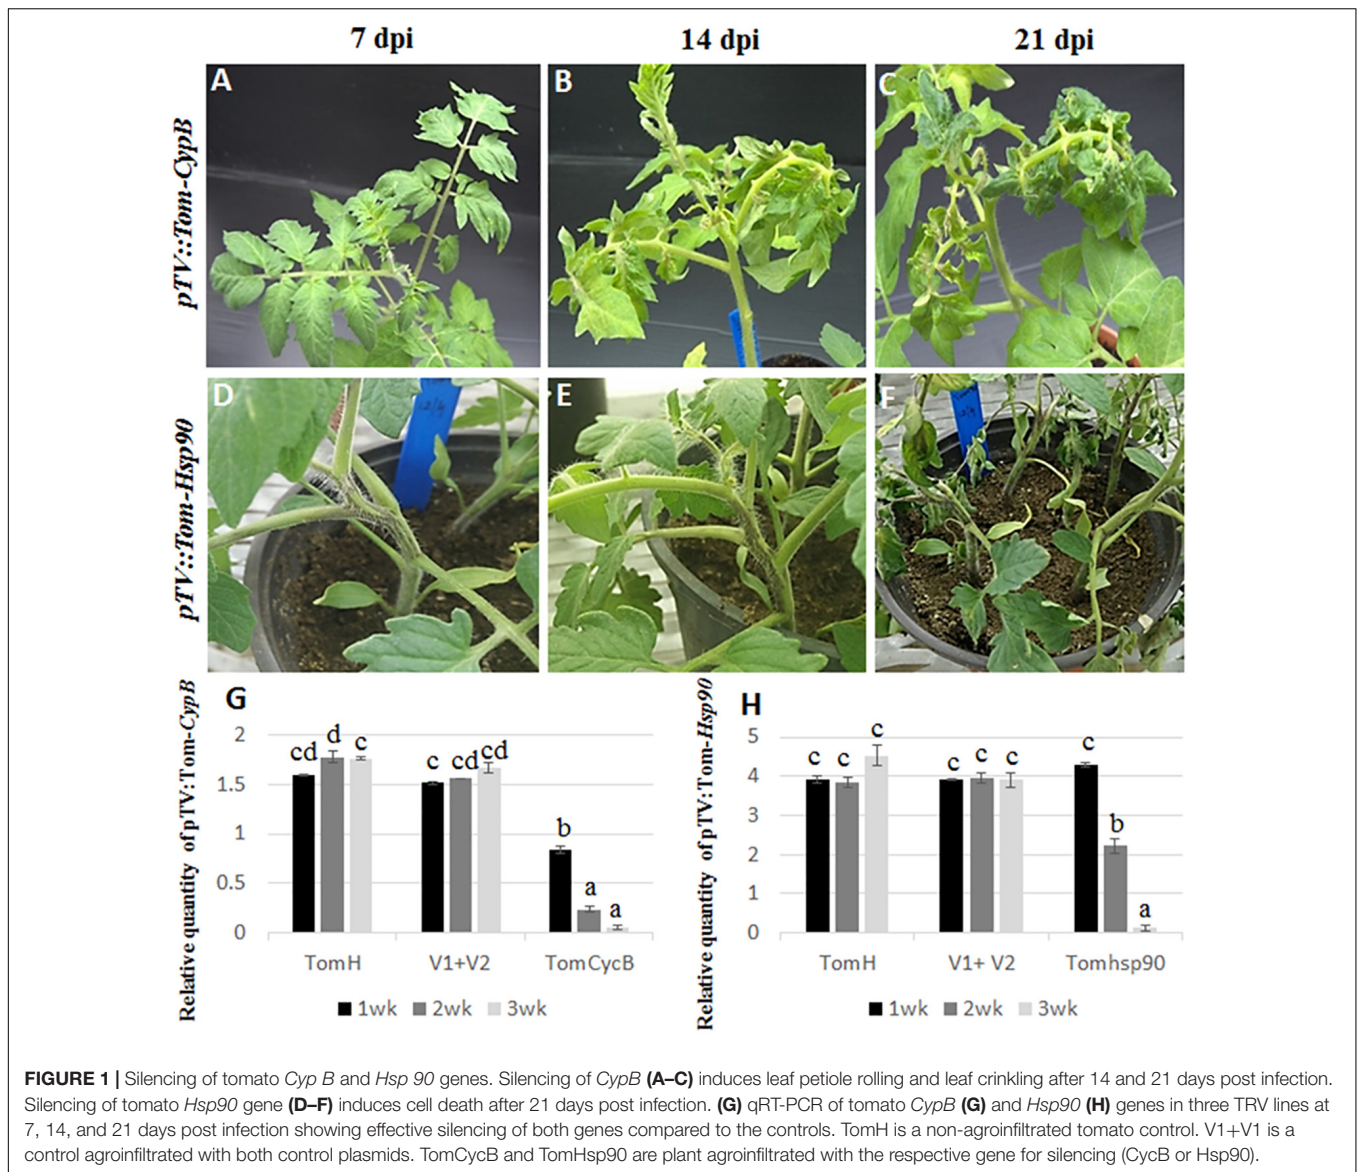 7 dpi
14 dpi
21 dpi
A
B
C
pTV::Tom-CypB
D
E
F
pTV::Tom-Hsp90
G
Relative quantity of pTV::Tom-CypB
2
1.5
1
0.5
0
cd d c
c cd cd
b a a
TomH V1+V2 TomCycB
1wk 2wk 3wk
H
Relative quantity of pTV::Tom-Hsp90
5
4
3
2
1
0
c c c
c c c
c b a
TomH V1+ V2 Tomhsp90
1wk 2wk 3wk
FIGURE 1 | Silencing of tomato Cyp B and Hsp 90 genes. Silencing of CypB (A–C) induces leaf petiole rolling and leaf crinkling after 14 and 21 days post infection.
Silencing of tomato Hsp90 gene (D–F) induces cell death after 21 days post infection. (G) qRT-PCR of tomato CypB (G) and Hsp90 (H) genes in three TRV lines at
7, 14, and 21 days post infection showing effective silencing of both genes compared to the controls. TomH is a non-agroinfiltrated tomato control. V1+V1 is a
control agroinfiltrated with both control plasmids. TomCycB and TomHsp90 are plant agroinfiltrated with the respective gene for silencing (CycB or Hsp90).